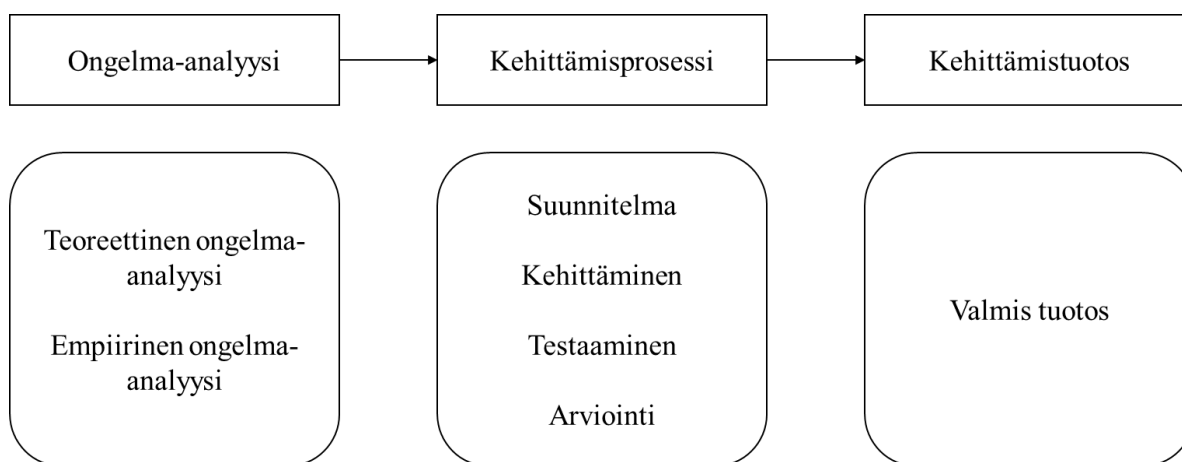 Ongelma-analyysi
Kehittämisprosessi
Kehittämistuotos
Teoreettinen ongelma-
analyysi
Empiirinen ongelma-
analyysi
Suunnitelma
Kehittäminen
Testaaminen
Arviointi
Valmis tuotos